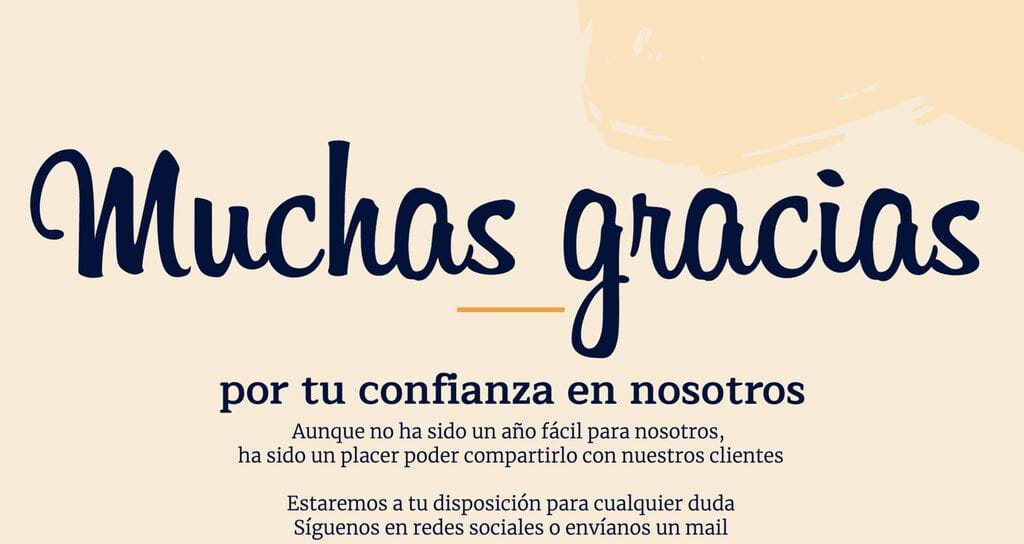 Muchas gracias
por tu confianza en nosotros
Aunque no ha sido un año fácil para nosotros,
ha sido un placer poder compartirlo con nuestros clientes
Estaremos a tu disposición para cualquier duda
Síguenos en redes sociales o envíanos un mail